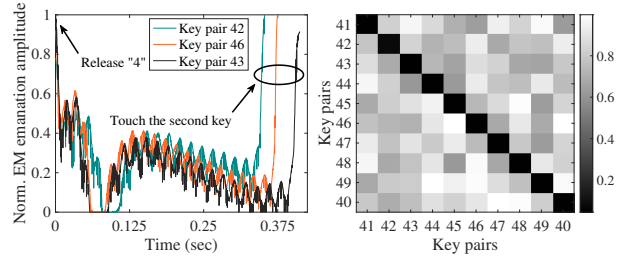 Norm. EM emanation amplitude
1
0.8
0.6
0.4
0.2
0
Key pair 42
Key pair 46
Key pair 43
Release "4"
Touch the second key
0 0.125 0.25 0.375
Time (sec)
Key pairs
41
42
43
44
45
46
47
48
49
40
41 42 43 44 45 46 47 48 49 40
Key pairs
0.8
0.6
0.4
0.2